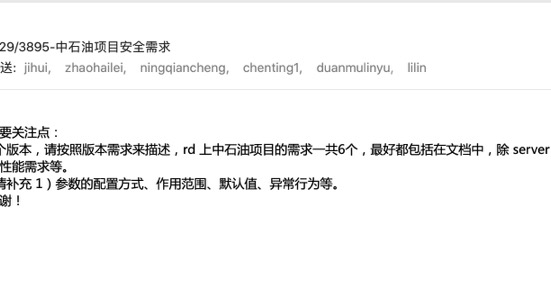 29/3895-中石油项目安全需求
送: jihui, zhaohailei, ningqiancheng, chenting1, duanmulinyu, lilin
要关注点：
个版本，请按照版本需求来描述，rd 上中石油项目的需求一共6个，最好都包括在文档中，除 server
性能需求等。
请补充 1）参数的配置方式、作用范围、默认值、异常行为等。
谢！